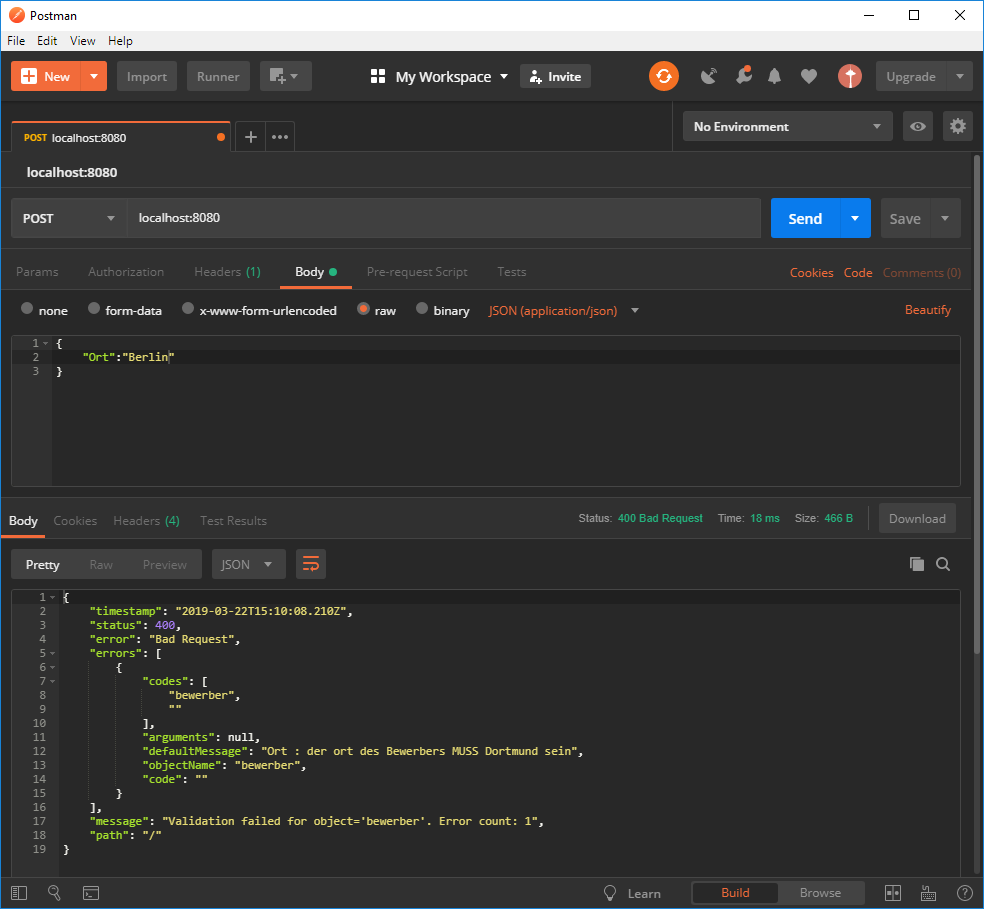 Postman
File Edit View Help
New Import Runner My Workspace Invite Upgrade
POST localhost:8080 No Environment
localhost:8080
POST localhost:8080 Send Save
Params Authorization Headers (1) Body Pre-request Script Tests Cookies Code Comments (0)
none form-data x-www-form-urlencoded raw binary JSON (application/json) Beautify
1 {
2 "Ort":"Berlin"
3 }
Body Cookies Headers (4) Test Results Status: 400 Bad Request Time: 18 ms Size: 466 B Download
Pretty Raw Preview JSON
1 {
2 "timestamp": "2019-03-22T15:10:08.210Z",
3 "status": 400,
4 "error": "Bad Request",
5 "errors": [
6 {
7 "codes": [
8 "bewerber",
9 ""
10 ],
11 "arguments": null,
12 "defaultMessage": "Ort : der ort des Bewerbers MUSS Dortmund sein",
13 "objectName": "bewerber",
14 "code": ""
15 }
16 ],
17 "message": "Validation failed for object='bewerber'. Error count: 1",
18 "path": "/"
19 }
Learn Build Browse